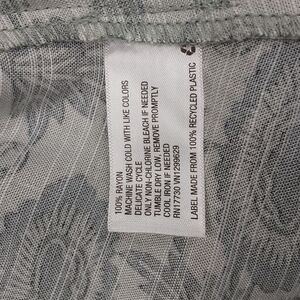 100% RAYON
MACHINE WASH COLD WITH LIKE COLORS
DELICATE CYCLE
ONLY NON-CHLORINE BLEACH IF NEEDED
TUMBLE DRY LOW, REMOVE PROMPTLY
COOL IRON IF NEEDED
RN17730 VN1299629
LABEL MADE FROM 100% RECYCLED PLASTIC